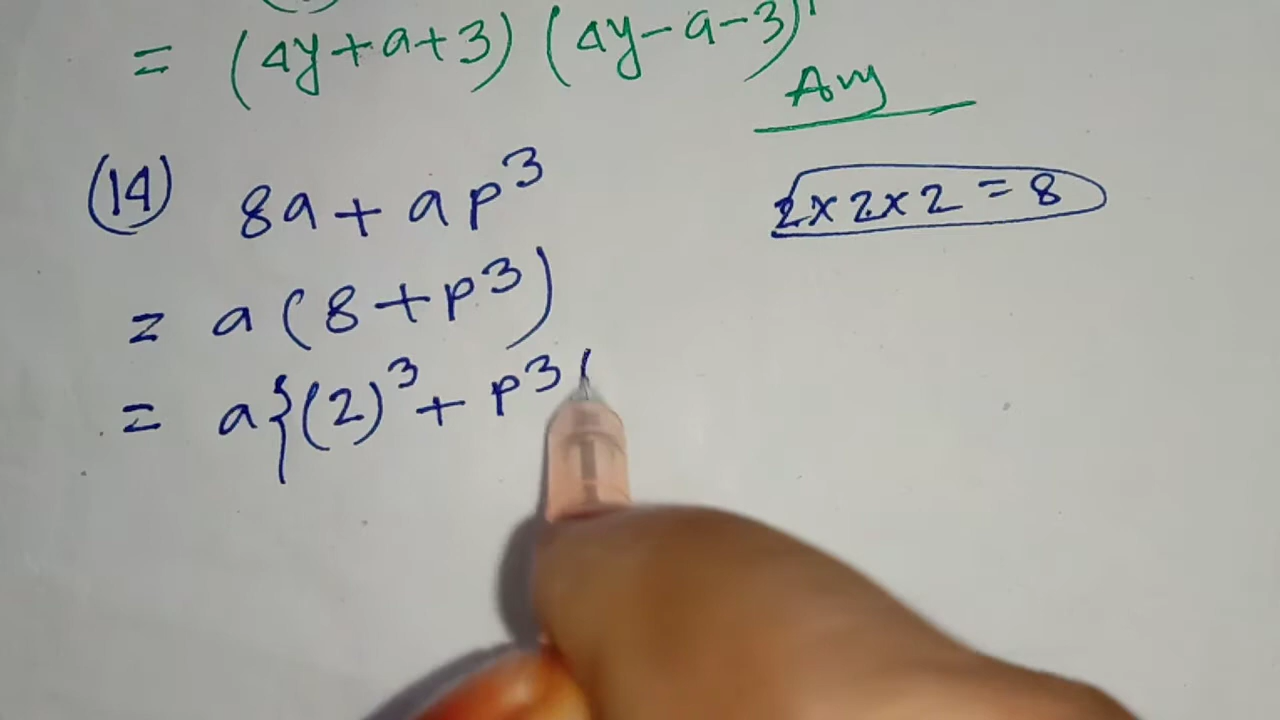 = (4y+a+3) (4y-a-3)
Ans
(14) 8a + ap³
2×2×2 = 8
= a(8+p³)
= a{(2)³ + p³